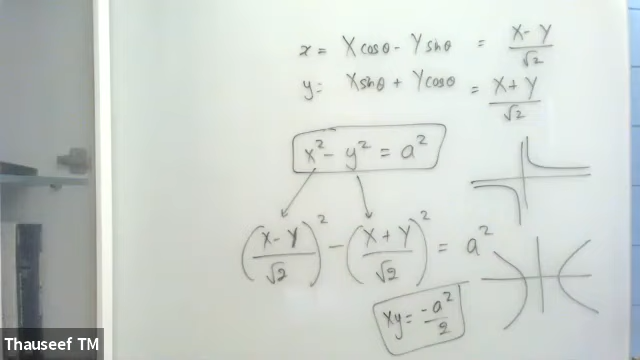 x = X cosθ - Y sinθ = X - Y / √2
y: X sinθ + Y cosθ = X + Y / √2
x² - y² = a²
(X - Y / √2)² - (X + Y / √2)² = a²
Xy = -a² / 2
Thauseef TM